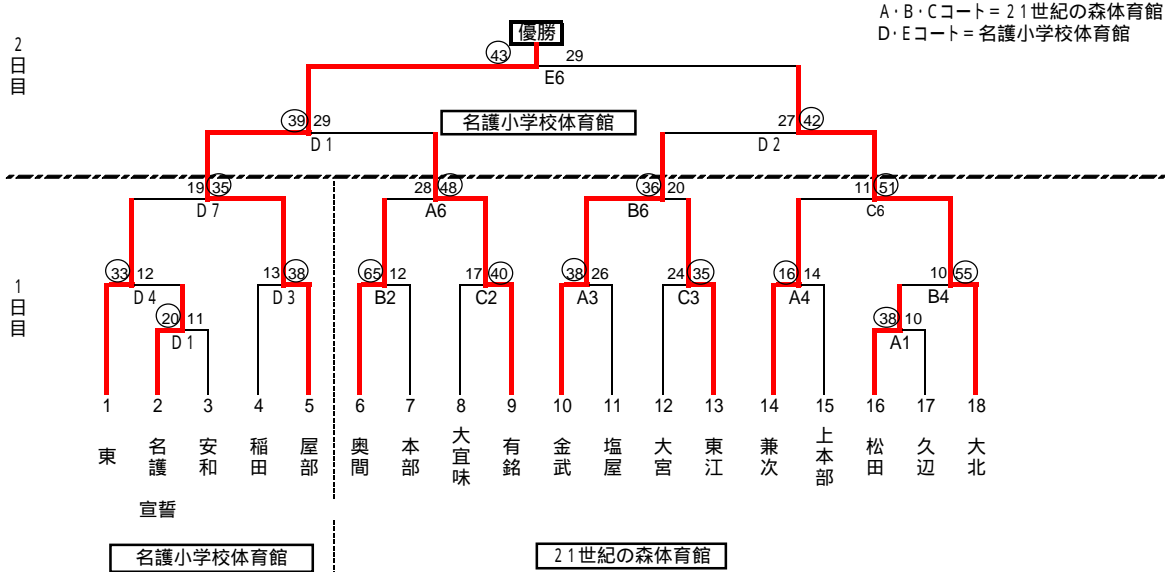 A・B・Cコート＝２１世紀の森体育館
D・Eコート＝名護小学校体育館
2日目
優勝
43 29
E6
39 29
D1
名護小学校体育館
27 42
D2
19 35
D7
28 48
A6
36 20
B6
11 51
C6
1日目
33 12
D4
13 38
D3
65 12
B2
17 40
C2
38 26
A3
24 35
C3
16 14
A4
10 55
B4
20 11
D1
38 10
A1
1 2 3 4 5 6 7 8 9 10 11 12 13 14 15 16 17 18
東 名護 安和 稲田 屋部 奥間 本部 大宜味 有銘 金武 塩屋 大宮 東江 兼次 上本部 松田 久辺 大北
宣誓
名護小学校体育館
２１世紀の森体育館